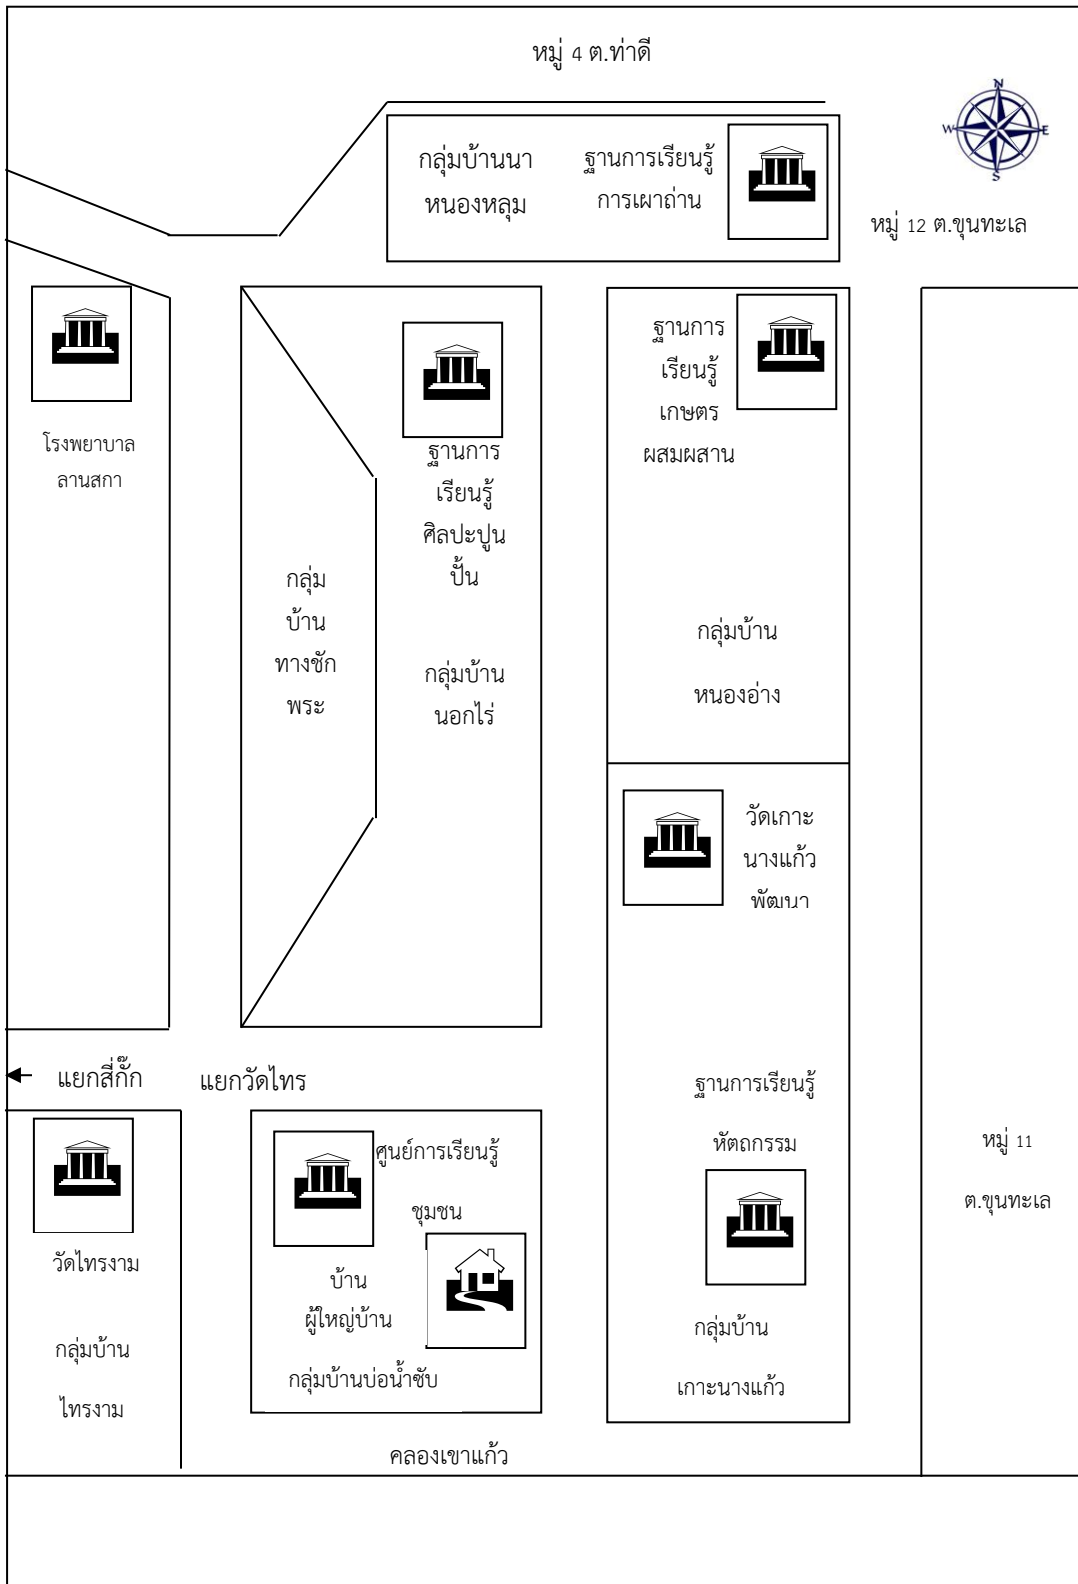 หมู่ 4 ต.ท่าดี
N
W
E
S
กลุ่มบ้านนา
หนองหลุม
ฐานการเรียนรู้
การเผาถ่าน
หมู่ 12 ต.ขุนทะเล
โรงพยาบาล
ลานสกา
ฐานการ
เรียนรู้
ศิลปะปูน
ปั้น
กลุ่ม
บ้าน
ทางชัก
พระ
กลุ่มบ้าน
นอกไร่
ฐานการ
เรียนรู้
เกษตร
ผสมผสาน
กลุ่มบ้าน
หนองอ่าง
วัดเกาะ
นางแก้ว
พัฒนา
แยกสี่กั๊ก
แยกวัดไทร
ฐานการเรียนรู้
หัตถกรรม
กลุ่มบ้าน
เกาะนางแก้ว
หมู่ 11
ต.ขุนทะเล
วัดไทรงาม
กลุ่มบ้าน
ไทรงาม
ศูนย์การเรียนรู้
ชุมชน
บ้าน
ผู้ใหญ่บ้าน
กลุ่มบ้านบ่อน้ำซับ
คลองเขาแก้ว